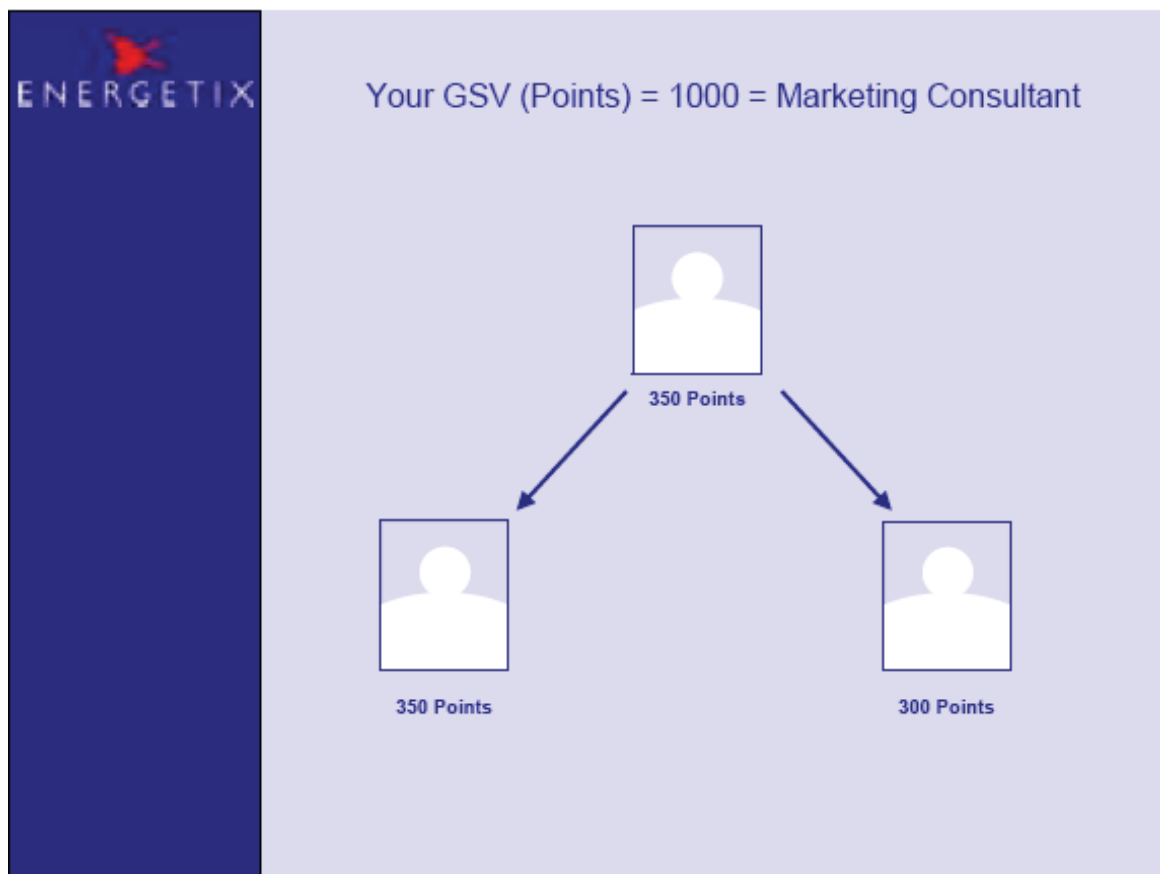 ENERGETIX
Your GSV (Points) = 1000 = Marketing Consultant
350 Points
350 Points
300 Points